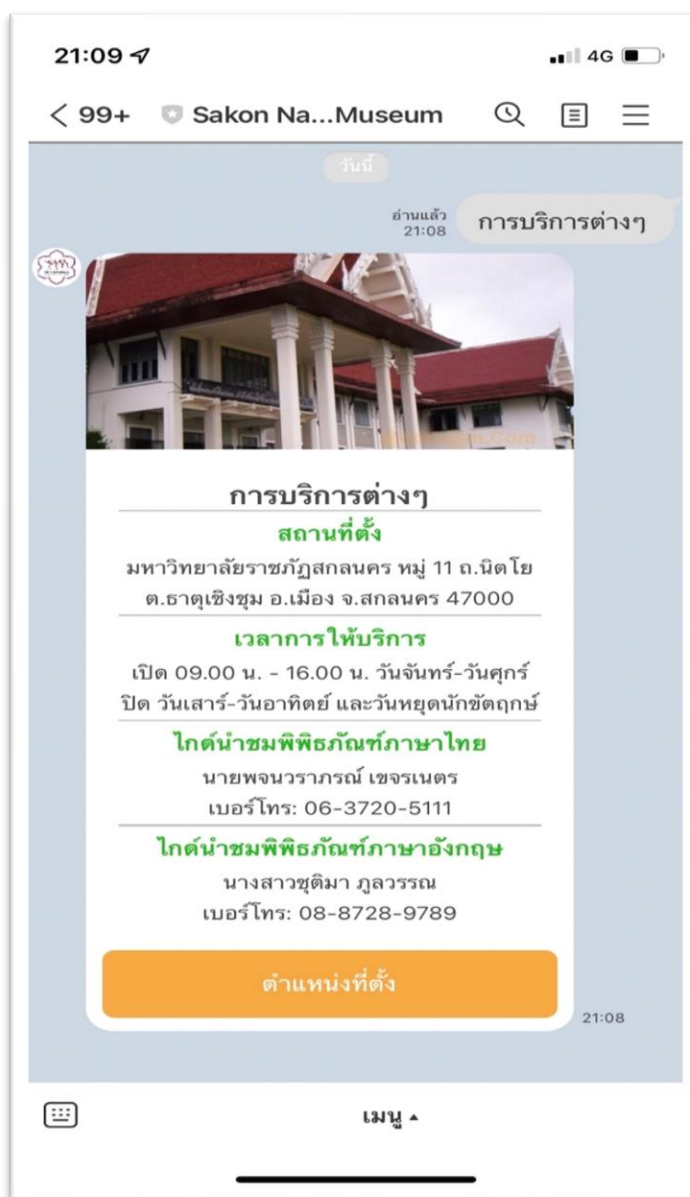 21:09
4G
99+ Sakon Na...Museum
วันนี้
อ่านแล้ว
21:08
การบริการต่างๆ
การบริการต่างๆ
สถานที่ตั้ง
มหาวิทยาลัยราชภัฏสกลนคร หมู่ 11 ถ.นิตโย
ต.ธาตุเชิงชุม อ.เมือง จ.สกลนคร 47000
เวลาการให้บริการ
เปิด 09.00 น. - 16.00 น. วันจันทร์-วันศุกร์
ปิด วันเสาร์-วันอาทิตย์ และวันหยุดนักขัตฤกษ์
ไกด์นำชมพิพิธภัณฑ์ภาษาไทย
นายพจนวราภรณ์ เขจรเนตร
เบอร์โทร: 06-3720-5111
ไกด์นำชมพิพิธภัณฑ์ภาษาอังกฤษ
นางสาวชุติมา ภูลวรรณ
เบอร์โทร: 08-8728-9789
ตำแหน่งที่ตั้ง
21:08
เมนู